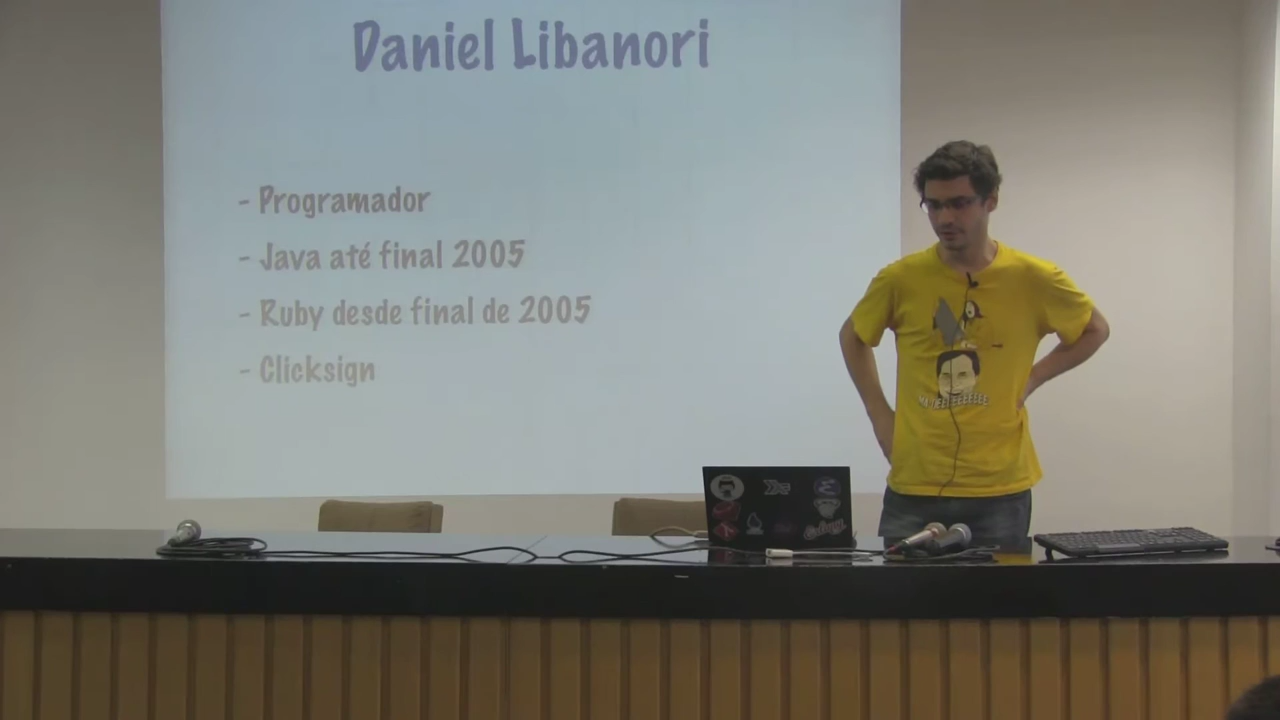 Daniel Libanori
- Programador
- Java até final 2005
- Ruby desde final de 2005
- Clicksign